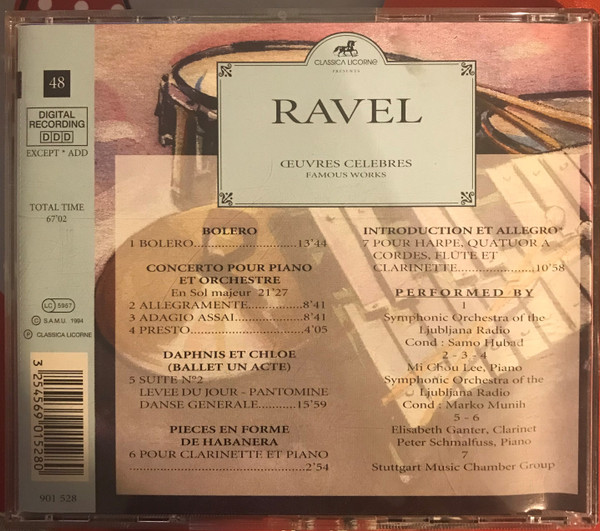 48
DIGITAL
RECORDING
DDD
EXCEPT * ADD
TOTAL TIME
67'02
LC 5987
© S.A.M.U. 1994
℗ CLASSICA LICORNE
3 254569 015280
901 528
CLASSICA LICORNe
PRESENTS
RAVEL
ŒUVRES CELEBRES
FAMOUS WORKS
BOLERO
1 BOLERO....................13'44
CONCERTO POUR PIANO
ET ORCHESTRE
En Sol majeur 21'27
2 ALLEGRAMENTE............8'41
3 ADAGIO ASSAI...............8'41
4 PRESTO.........................4'05
DAPHNIS ET CHLOE
(BALLET UN ACTE)
5 SUITE N°2
LEVEE DU JOUR - PANTOMINE
DANSE GENERALE...........15'59
PIECES EN FORME
DE HABANERA
6 POUR CLARINETTE ET PIANO
....................................2'54
INTRODUCTION ET ALLEGRO
7 POUR HARPE, QUATUOR A
CORDES, FLUTE ET
CLARINETTE.................10'58
PERFORMED BY
1
Symphonic Orchestra of the
Ljubljana Radio
Cond : Samo Hubad
2 - 3 - 4
Mi Chou Lee, Piano
Symphonic Orchestra of the
Ljubljana Radio
Cond : Marko Munih
5 - 6
Elisabeth Ganter, Clarinet
Peter Schmalfuss, Piano
7
Stuttgart Music Chamber Group